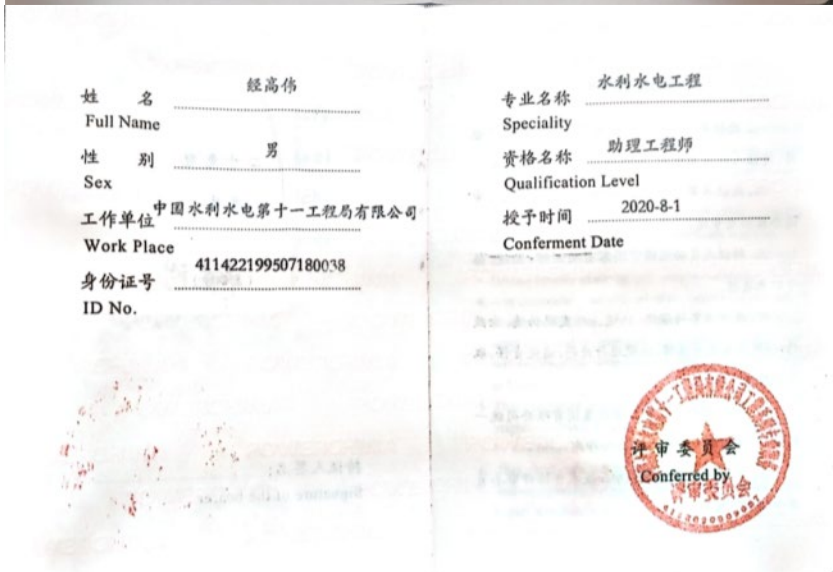 经高伟
姓 名
Full Name
男
性 别
Sex
中国水利水电第十一工程局有限公司
工作单位
Work Place
411422199507180038
身份证号
ID No.
水利水电工程
专业名称
Speciality
助理工程师
资格名称
Qualification Level
2020-8-1
授予时间
Conferment Date
评审委员会
Conferred by
评审委员会